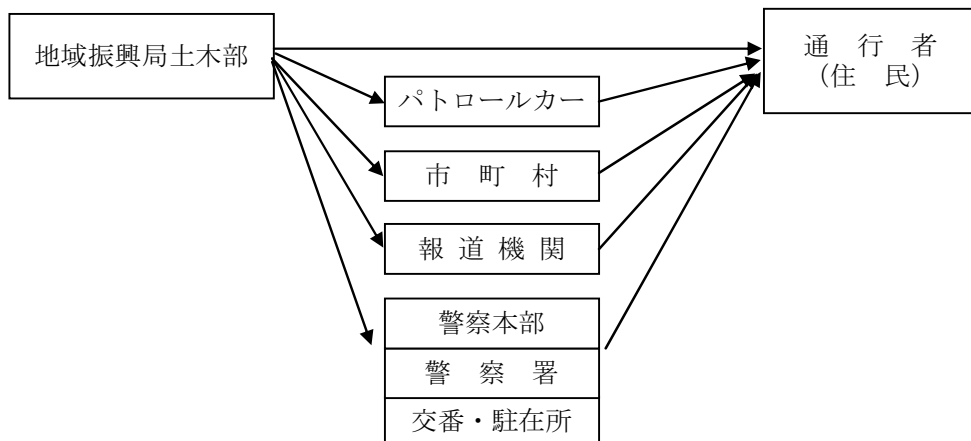 地域振興局土木部
通　行　者
（住　民）
パトロールカー
市　町　村
報 道 機 関
警察本部
警　察　署
交番・駐在所